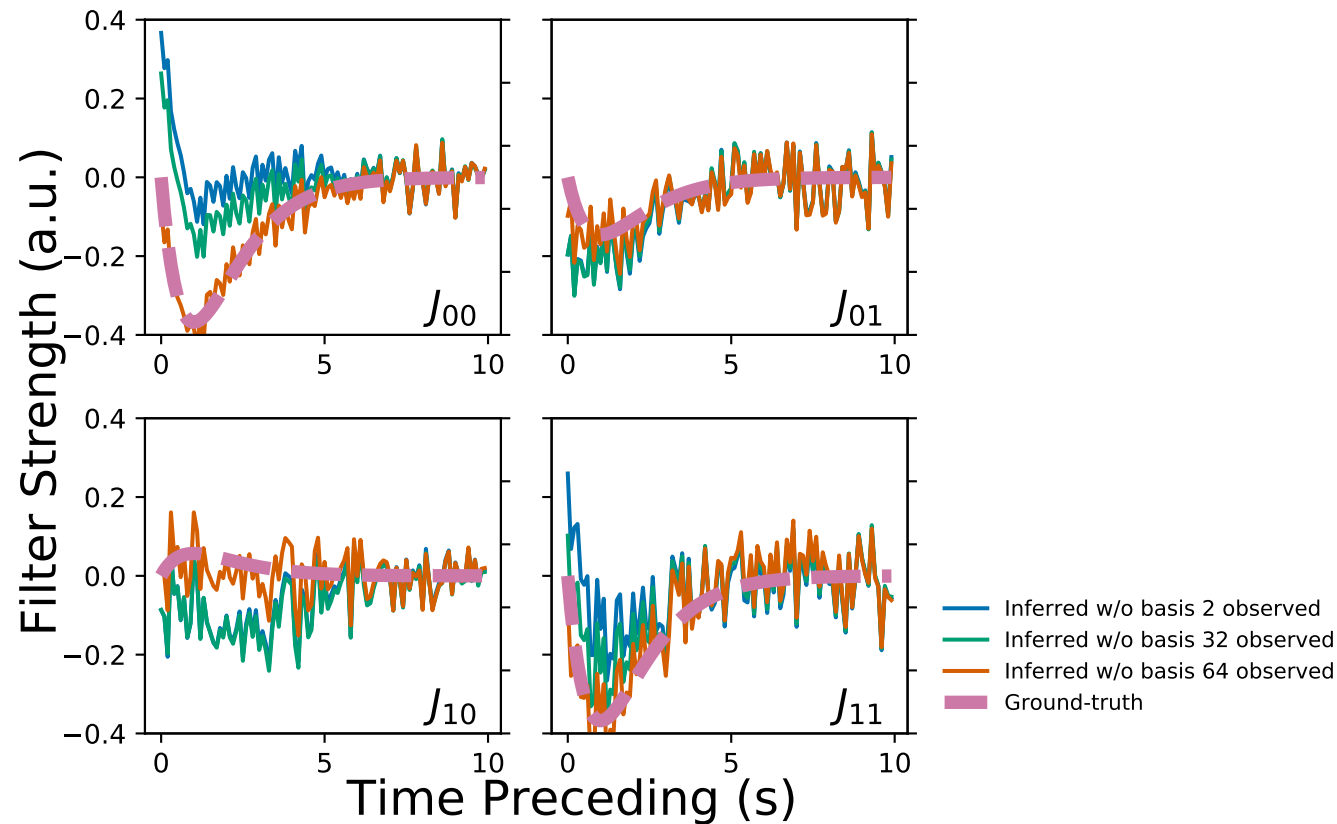 0.4
0.2
0.0
−0.2
−0.4
0 5 10
J00
0 5 10
J01
0.4
0.2
0.0
−0.2
−0.4
0 5 10
J10
0 5 10
J11
Filter Strength (a.u.)
Time Preceding (s)
Inferred w/o basis 2 observed
Inferred w/o basis 32 observed
Inferred w/o basis 64 observed
Ground-truth